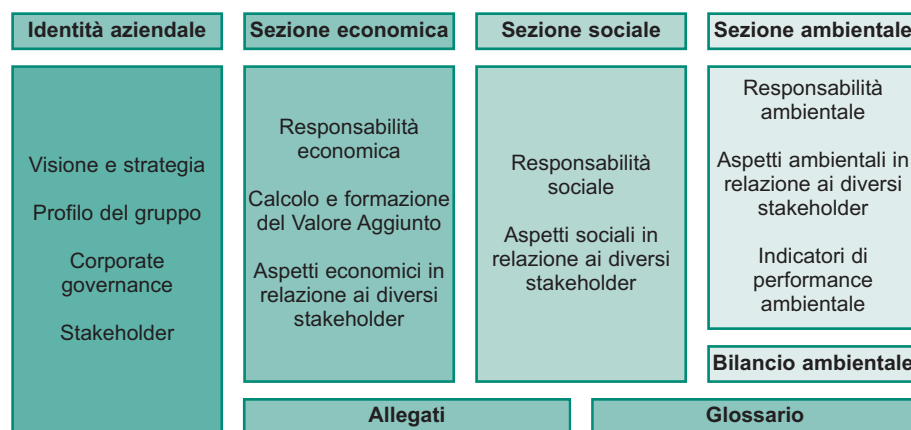 Identità aziendale
Visione e strategia
Profilo del gruppo
Corporate
governance
Stakeholder
Sezione economica
Responsabilità
economica
Calcolo e formazione
del Valore Aggiunto
Aspetti economici in
relazione ai diversi
stakeholder
Sezione sociale
Responsabilità
sociale
Aspetti sociali in
relazione ai diversi
stakeholder
Sezione ambientale
Responsabilità
ambientale
Aspetti ambientali in
relazione ai diversi
stakeholder
Indicatori di
performance
ambientale
Bilancio ambientale
Allegati
Glossario